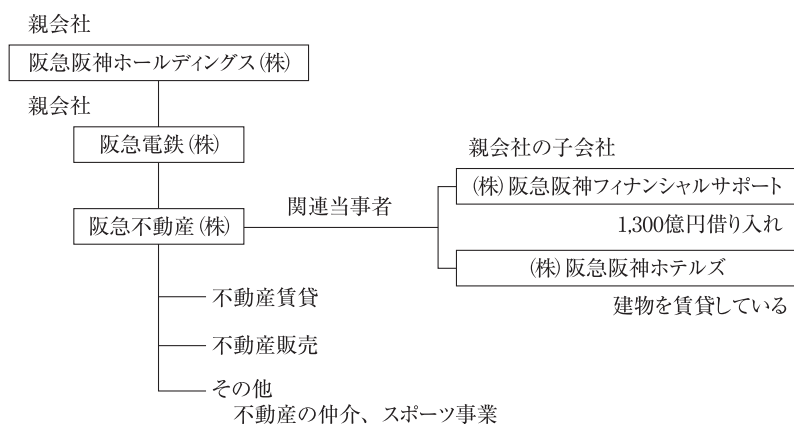 親会社
阪急阪神ホールディングス(株)
親会社
阪急電鉄(株)
阪急不動産(株)
関連当事者
親会社の子会社
(株)阪急阪神フィナンシャルサポート
1,300億円借り入れ
(株)阪急阪神ホテルズ
建物を賃貸している
不動産賃貸
不動産販売
その他
不動産の仲介、スポーツ事業